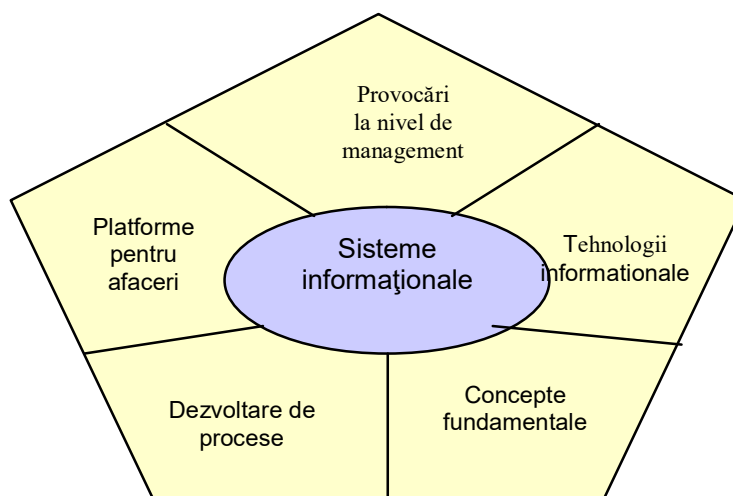 Provocări
la nivel de
management
Platforme
pentru
afaceri
Sisteme
informaţionale
Tehnologii
informationale
Dezvoltare de
procese
Concepte
fundamentale